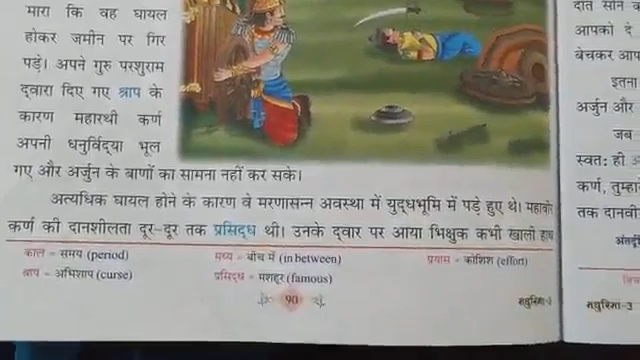 मारा कि वह घायल
होकर जमीन पर गिर
पड़े। अपने गुरु परशुराम
द्वारा दिए गए श्राप के
कारण महारथी कर्ण
अपनी धनुर्विद्या भूल
गए और अर्जुन के बाणों का सामना नहीं कर सके।
अत्यधिक घायल होने के कारण वे मरणासन्न अवस्था में युद्धभूमि में पड़े हुए थे। महावीर
कर्ण की दानशीलता दूर-दूर तक प्रसिद्ध थी। उनके द्वार पर आया भिक्षुक कभी खाली हाथ
काल = समय (period) मध्य = बीच में (in between) प्रयास = कोशिश (effort)
श्राप = अभिशाप (curse) प्रसिद्ध = मशहूर (famous)
90
मधुरिमा-3
आपको दे
बेचकर आप
इतना
अर्जुन और
जब
स्वतः ही
कर्ण, तुम्हा
तक दानवी
मधुरिमा-3